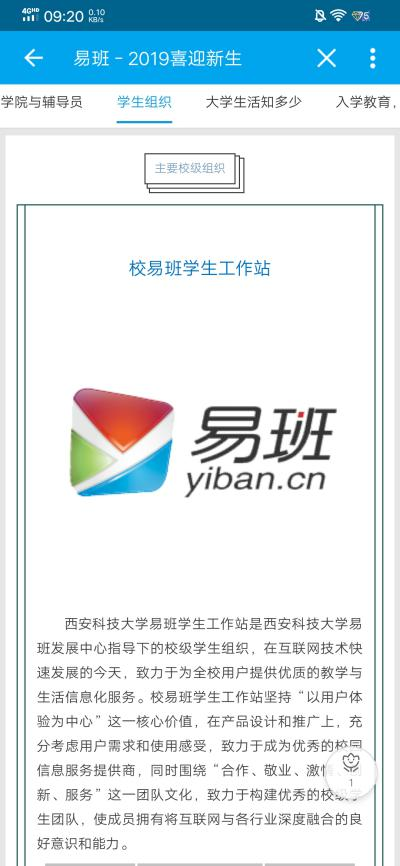 4GHD 09:20 0.10 KB/s
易班 - 2019喜迎新生
学院与辅导员 学生组织 大学生活知多少 入学教育,
主要校级组织
校易班学生工作站
易班
yiban.cn
西安科技大学易班学生工作站是西安科技大学易
班发展中心指导下的校级学生组织，在互联网技术快
速发展的今天，致力于为全校用户提供优质的教学与
生活信息化服务。校易班学生工作站坚持“以用户体
验为中心”这一核心价值，在产品设计和推广上，充
分考虑用户需求和使用感受，致力于成为优秀的校园
信息服务提供商，同时围绕“合作、敬业、激情、
新、服务”这一团队文化，致力于构建优秀的校级学
生团队，使成员拥有将互联网与各行业深度融合的良
好意识和能力。
1